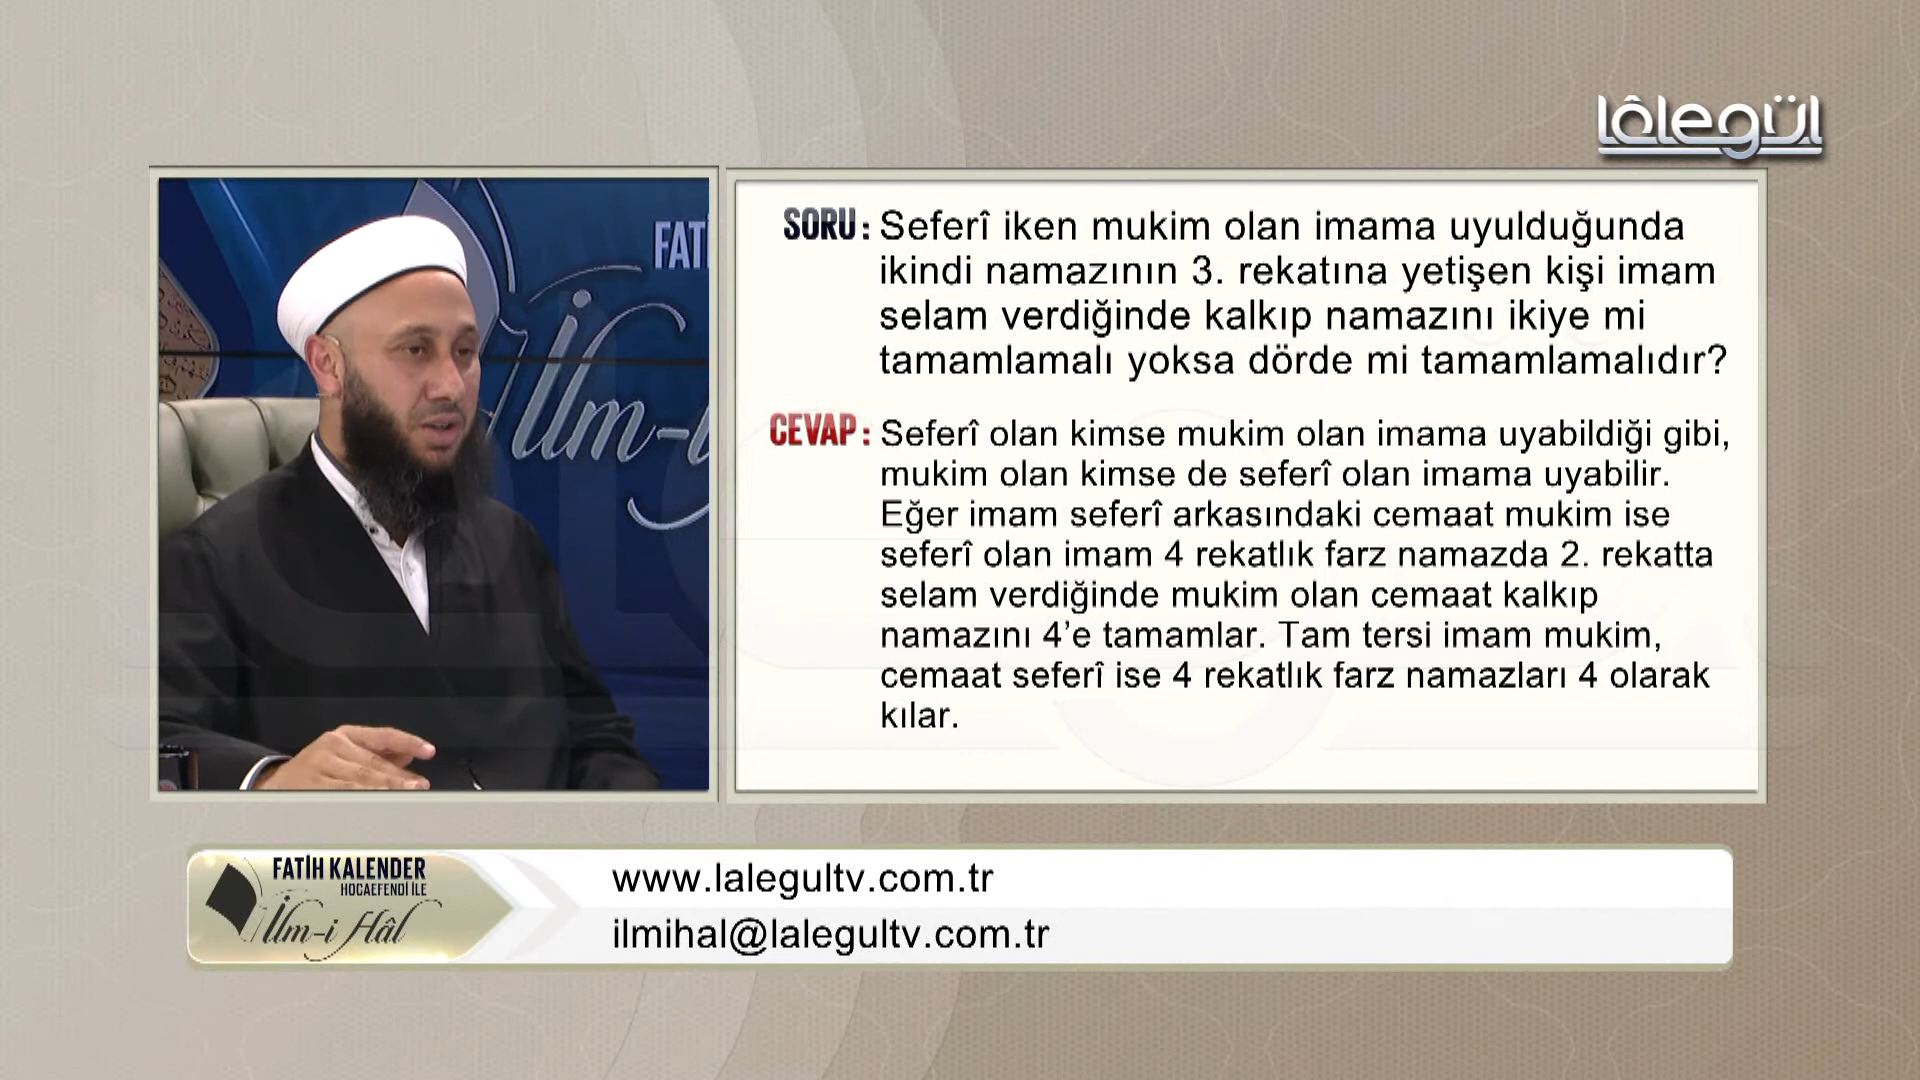 lâlegül
FAT
İlm-i
SORU : Seferî iken mukim olan imama uyulduğunda
ikindi namazının 3. rekatına yetişen kişi imam
selam verdiğinde kalkıp namazını ikiye mi
tamamlamalı yoksa dörde mi tamamlamalıdır?
CEVAP : Seferî olan kimse mukim olan imama uyabildiği gibi,
mukim olan kimse de seferî olan imama uyabilir.
Eğer imam seferî arkasındaki cemaat mukim ise
seferî olan imam 4 rekatlık farz namazda 2. rekatta
selam verdiğinde mukim olan cemaat kalkıp
namazını 4’e tamamlar. Tam tersi imam mukim,
cemaat seferî ise 4 rekatlık farz namazları 4 olarak
kılar.
FATİH KALENDER
HOCAEFENDİ İLE
İlm-i Hâl
www.lalegultv.com.tr
ilmihal@lalegultv.com.tr